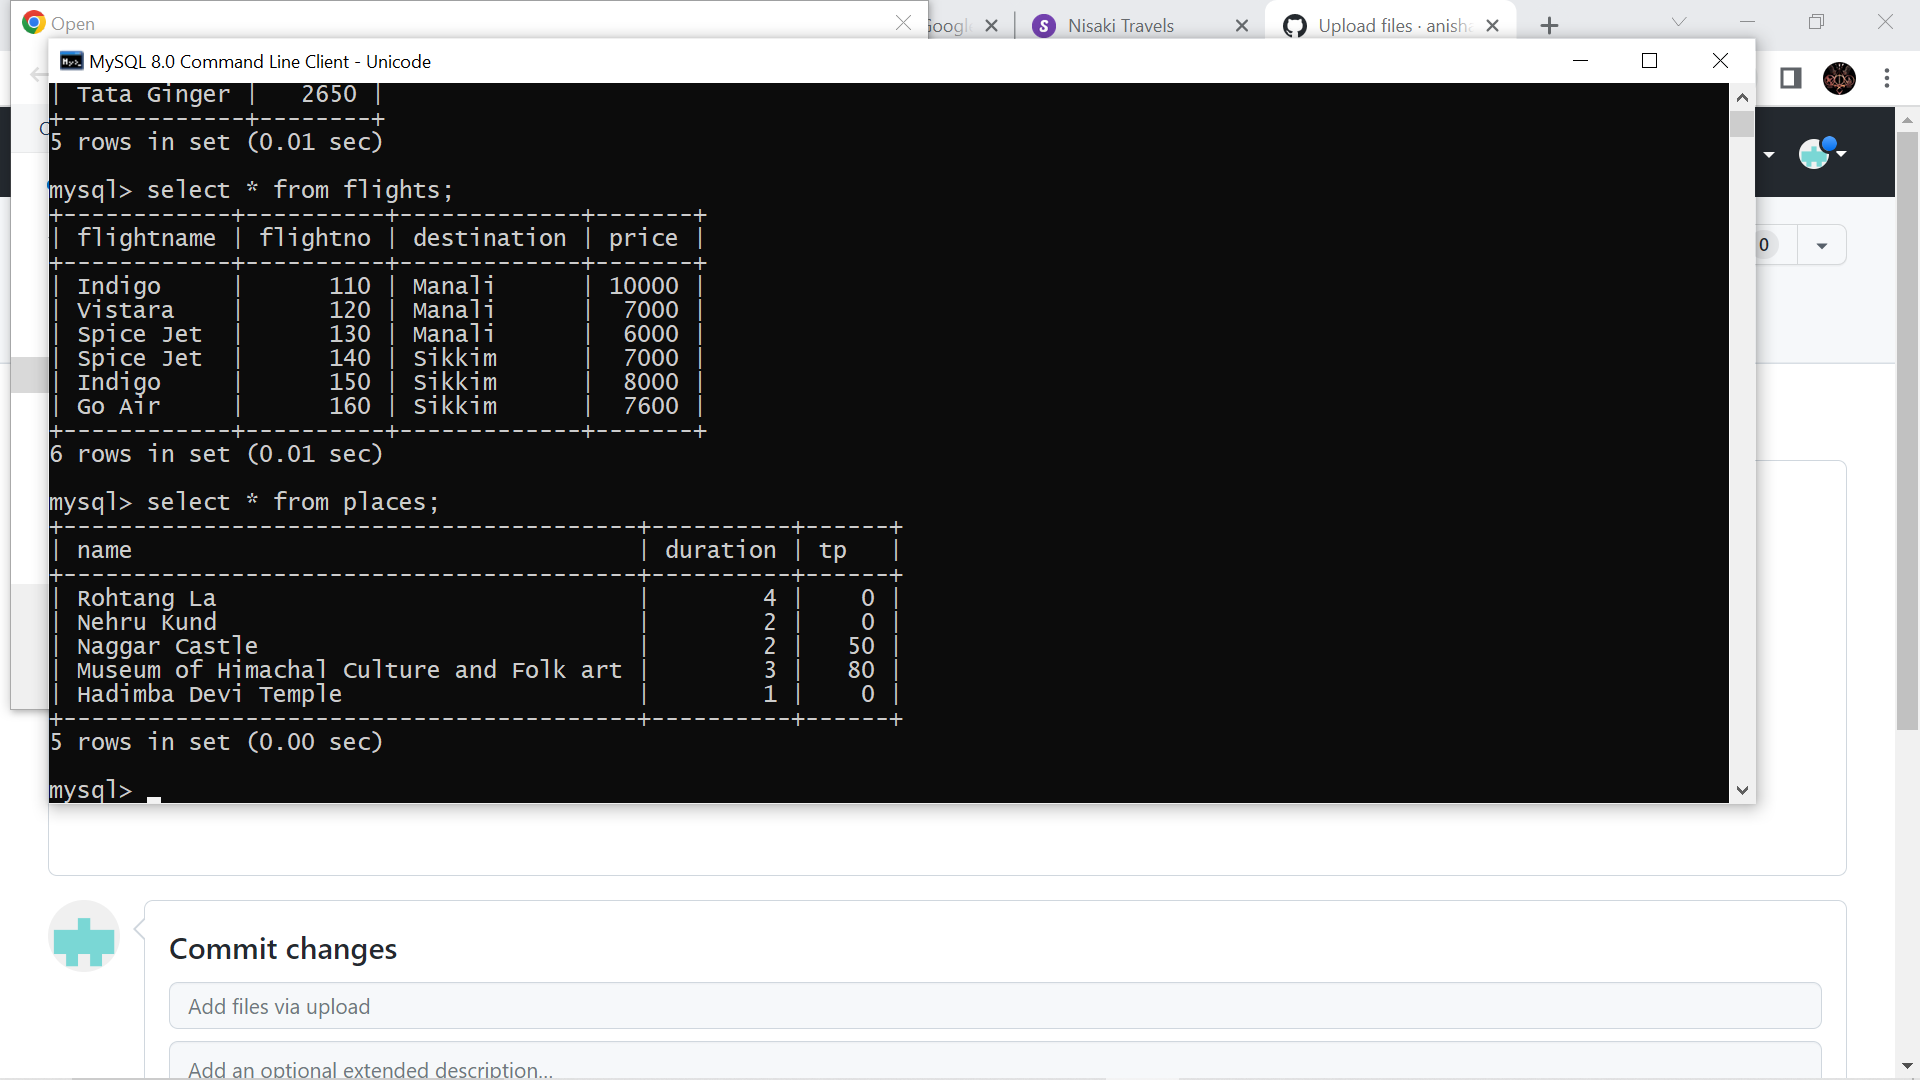 Open
Googl
Nisaki Travels
Upload files · anisha
MySQL 8.0 Command Line Client - Unicode
| Tata Ginger |   2650 |
+-------------+--------+
5 rows in set (0.01 sec)
mysql> select * from flights;
+------------+----------+-------------+-------+
| flightname | flightno | destination | price |
+------------+----------+-------------+-------+
| Indigo     |      110 | Manali      | 10000 |
| Vistara    |      120 | Manali      |  7000 |
| Spice Jet  |      130 | Manali      |  6000 |
| Spice Jet  |      140 | Sikkim      |  7000 |
| Indigo     |      150 | Sikkim      |  8000 |
| Go Air     |      160 | Sikkim      |  7600 |
+------------+----------+-------------+-------+
6 rows in set (0.01 sec)
0
mysql> select * from places;
+-----------------------------------------+----------+------+
| name                                    | duration | tp   |
+-----------------------------------------+----------+------+
| Rohtang La                              |        4 |    0 |
| Nehru Kund                              |        2 |    0 |
| Naggar Castle                           |        2 |   50 |
| Museum of Himachal Culture and Folk art |        3 |   80 |
| Hadimba Devi Temple                     |        1 |    0 |
+-----------------------------------------+----------+------+
5 rows in set (0.00 sec)
mysql>
Commit changes
Add files via upload
Add an optional extended description...